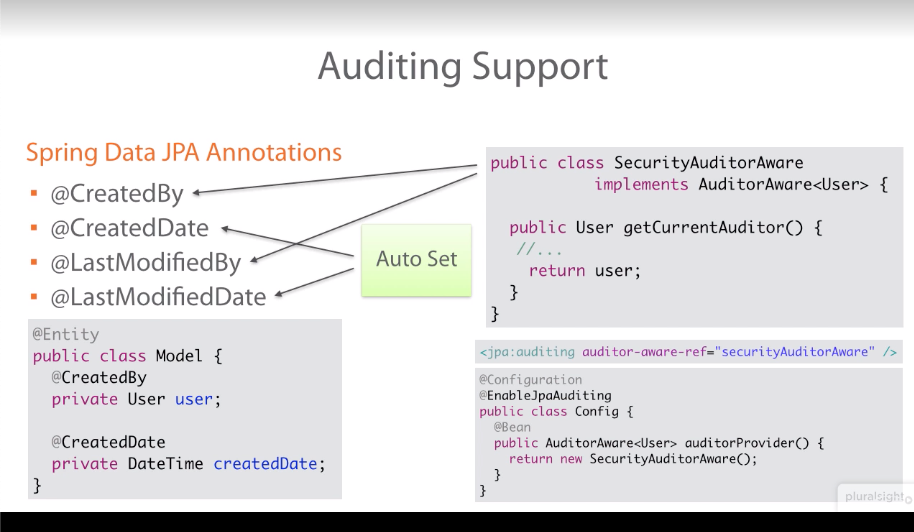 Auditing Support
Spring Data JPA Annotations
▪ @CreatedBy
▪ @CreatedDate
▪ @LastModifiedBy
▪ @LastModifiedDate
Auto Set
@Entity
public class Model {
  @CreatedBy
  private User user;

  @CreatedDate
  private DateTime createdDate;
}
public class SecurityAuditorAware
          implements AuditorAware<User> {

  public User getCurrentAuditor() {
   //...
    return user;
  }
}
<jpa:auditing auditor-aware-ref="securityAuditorAware" />
@Configuration
@EnableJpaAuditing
public class Config {
  @Bean
  public AuditorAware<User> auditorProvider() {
    return new SecurityAuditorAware();
  }
}
pluralsight